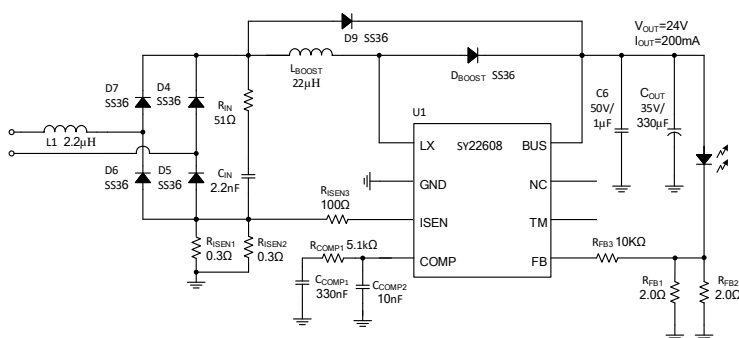 D9 SS36
VOUT=24V
IOUT=200mA
LBOOST
22μH
DBOOST SS36
D7
SS36
D4
SS36
RIN
51Ω
C6
50V/
1μF
COUT
35V/
330μF
U1
L1 2.2μH
LX
SY22608
BUS
D6
SS36
D5
SS36
CIN
2.2nF
GND
NC
RISEN3
100Ω
ISEN
TM
RISEN1
0.3Ω
RISEN2
0.3Ω
RCOMP1 5.1kΩ
COMP
FB
RFB3 10KΩ
CCOMP1
330nF
CCOMP2
10nF
RFB1
2.0Ω
RFB2
2.0Ω